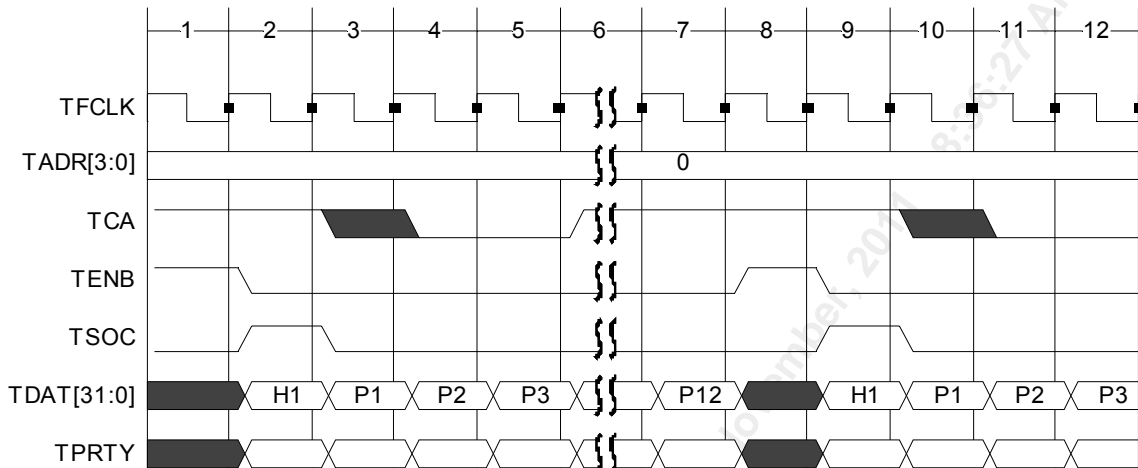 1 2 3 4 5 6 7 8 9 10 11 12
TFCLK
TADR[3:0] 0
TCA
TENB
TSOC
TDAT[31:0] H1 P1 P2 P3 P12 H1 P1 P2 P3
TPRTY